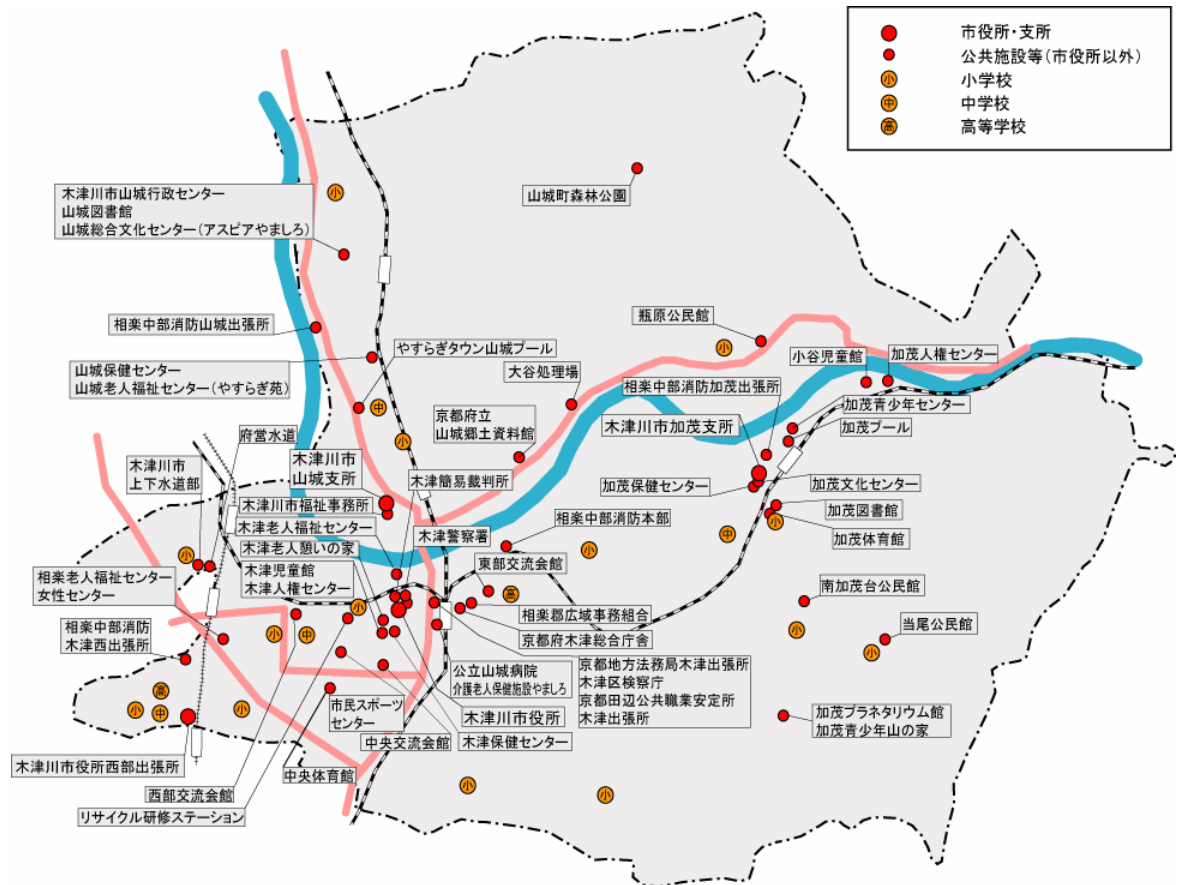 市役所・支所
公共施設等(市役所以外)
小 小学校
中 中学校
高 高等学校
小
山城町森林公園
木津川市山城行政センター
山城図書館
山城総合文化センター(アスピアやましろ)
相楽中部消防山城出張所
瓶原公民館
小
やすらぎタウン山城プール
小谷児童館
加茂人権センター
山城保健センター
山城老人福祉センター(やすらぎ苑)
大谷処理場
相楽中部消防加茂出張所
中
加茂青少年センター
京都府立
山城郷土資料館
木津川市加茂支所
加茂プール
府営水道
小
木津川市
上下水道部
木津川市
山城支所
木津簡易裁判所
加茂保健センター
加茂文化センター
木津川市福祉事務所
加茂図書館
相楽中部消防本部
小
木津老人福祉センター
木津警察署
中
加茂体育館
木津老人憩いの家
小
小
東部交流会館
木津児童館
木津人権センター
相楽老人福祉センター
女性センター
高
小
南加茂台公民館
相楽郡広域事務組合
相楽中部消防
木津西出張所
小
中
京都府木津総合庁舎
小
当尾公民館
小
公立山城病院
介護老人保健施設やましろ
京都地方法務局木津出張所
木津区検察庁
京都田辺公共職業安定所
木津出張所
高
市民スポーツ
センター
木津川市役所
小
中
小
加茂プラネタリウム館
加茂青少年山の家
中央交流会館
木津保健センター
木津川市役所西部出張所
中央体育館
小
小
西部交流会館
リサイクル研修ステーション